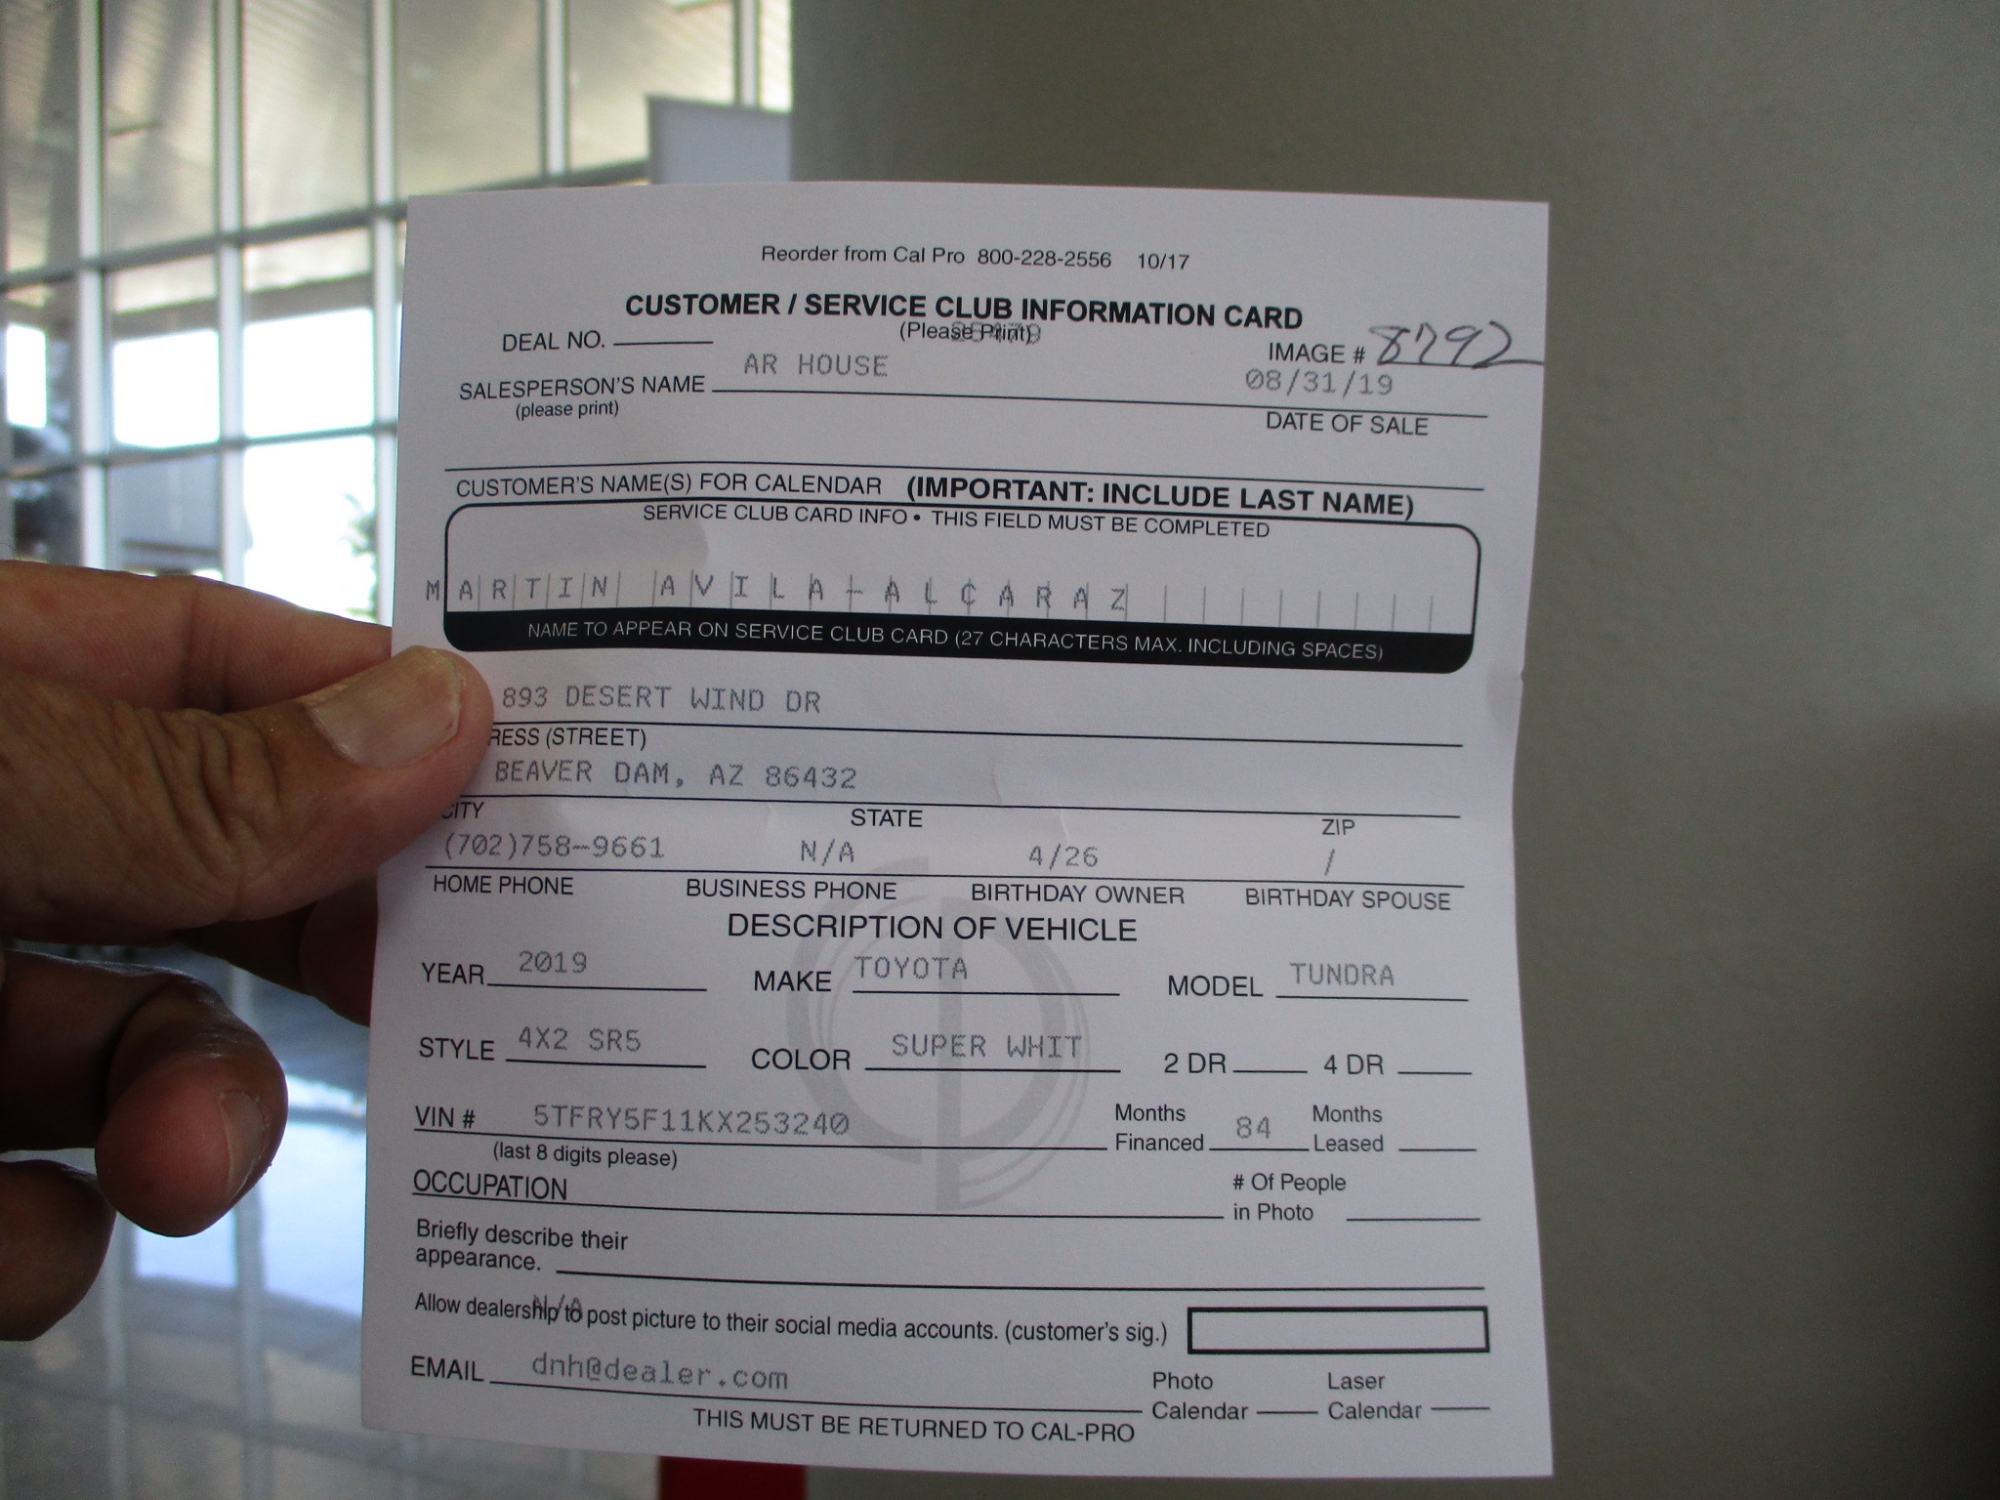 Reorder from Cal Pro 800-228-2556 10/17
CUSTOMER / SERVICE CLUB INFORMATION CARD
(Please Print)
DEAL NO. IMAGE # 8792
SALESPERSON'S NAME AR HOUSE 08/31/19
(please print) DATE OF SALE
CUSTOMER'S NAME(S) FOR CALENDAR (IMPORTANT: INCLUDE LAST NAME)
SERVICE CLUB CARD INFO • THIS FIELD MUST BE COMPLETED
MARTIN AVILA-ALCARAZ
NAME TO APPEAR ON SERVICE CLUB CARD (27 CHARACTERS MAX. INCLUDING SPACES)
893 DESERT WIND DR
RESS (STREET)
BEAVER DAM, AZ 86432
CITY STATE ZIP
(702)758-9661 N/A 4/26 /
HOME PHONE BUSINESS PHONE BIRTHDAY OWNER BIRTHDAY SPOUSE
DESCRIPTION OF VEHICLE
YEAR 2019 MAKE TOYOTA MODEL TUNDRA
STYLE 4X2 SR5 COLOR SUPER WHIT 2 DR 4 DR
VIN # 5TFRY5F11KX253240 Months Financed 84 Months Leased
(last 8 digits please)
OCCUPATION # Of People in Photo
Briefly describe their
appearance.
N/A
Allow dealership to post picture to their social media accounts. (customer's sig.)
EMAIL dnh@dealer.com Photo Calendar Laser Calendar
THIS MUST BE RETURNED TO CAL-PRO